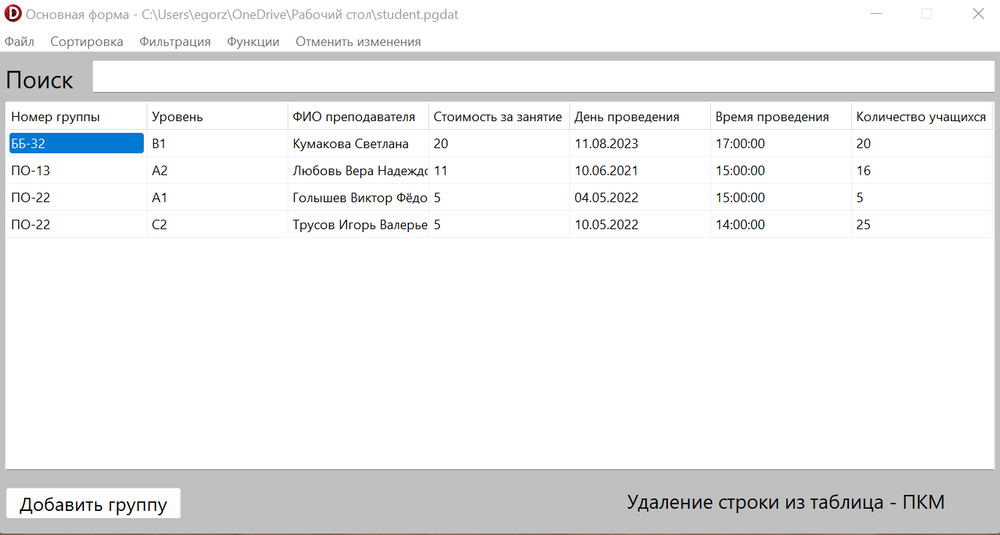 Основная форма - C:\Users\egorz\OneDrive\Рабочий стол\student.pgdat
Файл Сортировка Фильтрация Функции Отменить изменения
Поиск
Номер группы Уровень ФИО преподавателя Стоимость за занятие День проведения Время проведения Количество учащихся
ББ-32 B1 Кумакова Светлана 20 11.08.2023 17:00:00 20
ПО-13 A2 Любовь Вера Надеждо 11 10.06.2021 15:00:00 16
ПО-22 A1 Голышев Виктор Фёдо 5 04.05.2022 15:00:00 5
ПО-22 C2 Трусов Игорь Валерье 5 10.05.2022 14:00:00 25
Добавить группу
Удаление строки из таблица - ПКМ